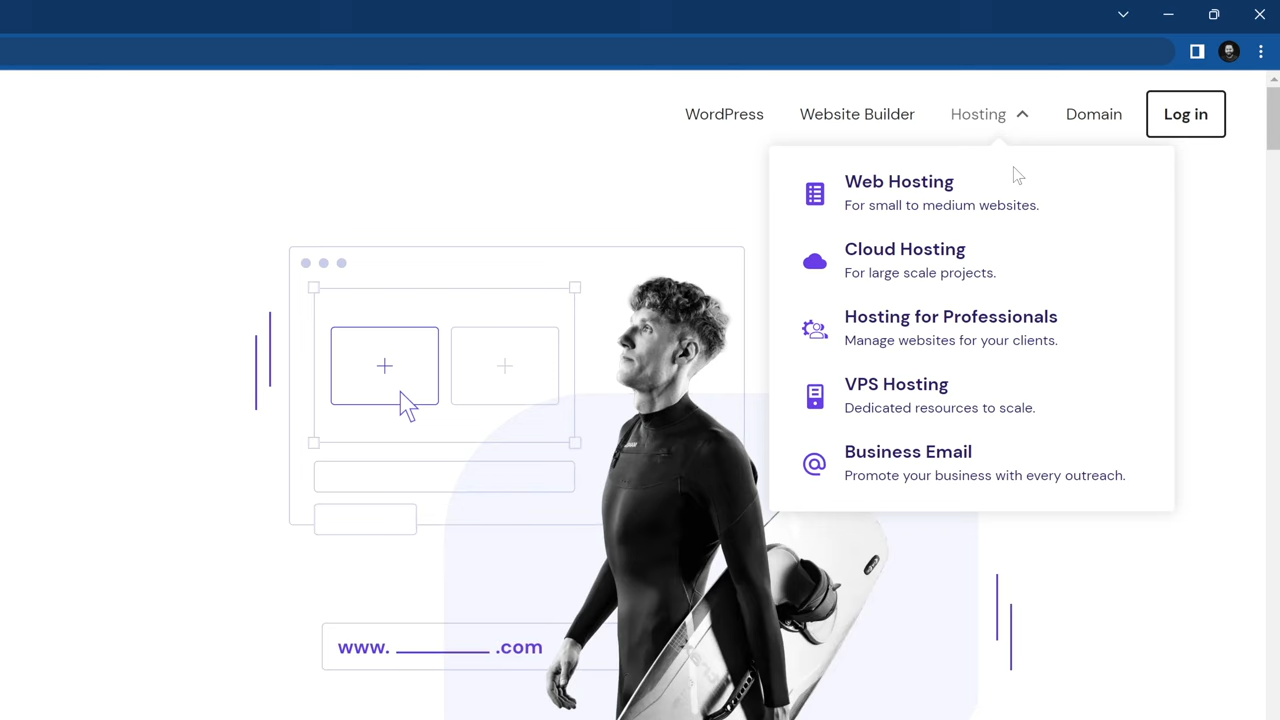 WordPress Website Builder Hosting Domain Log in
Web Hosting
For small to medium websites.
Cloud Hosting
For large scale projects.
Hosting for Professionals
Manage websites for your clients.
VPS Hosting
Dedicated resources to scale.
Business Email
Promote your business with every outreach.
www. ________ .com